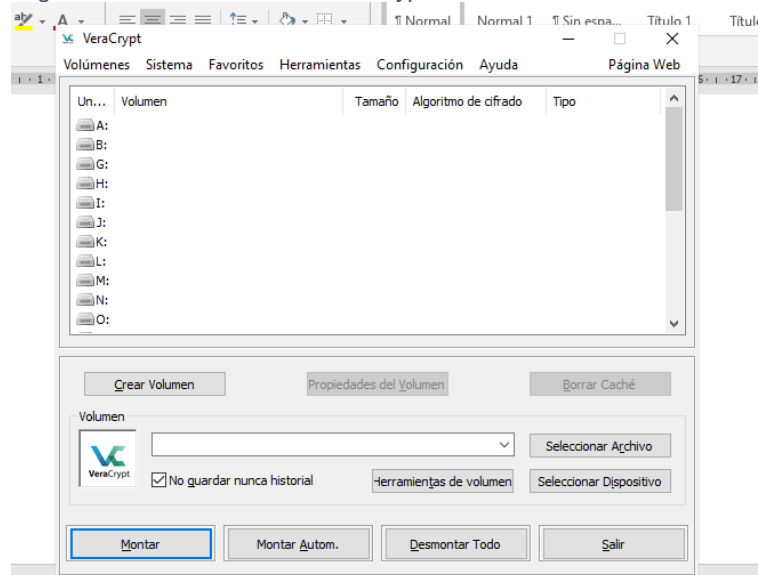 ¶ Normal Normal 1 ¶ Sin espa... Título 1
VeraCrypt
Volúmenes Sistema Favoritos Herramientas Configuración Ayuda Página Web
1 17
Un... Volumen Tamaño Algoritmo de cifrado Tipo
A:
B:
G:
H:
I:
J:
K:
L:
M:
N:
O:
Crear Volumen Propiedades del Volumen Borrar Caché
Volumen
VeraCrypt
Seleccionar Archivo
No guardar nunca historial Herramientas de volumen Seleccionar Dispositivo
Montar Montar Autom. Desmontar Todo Salir